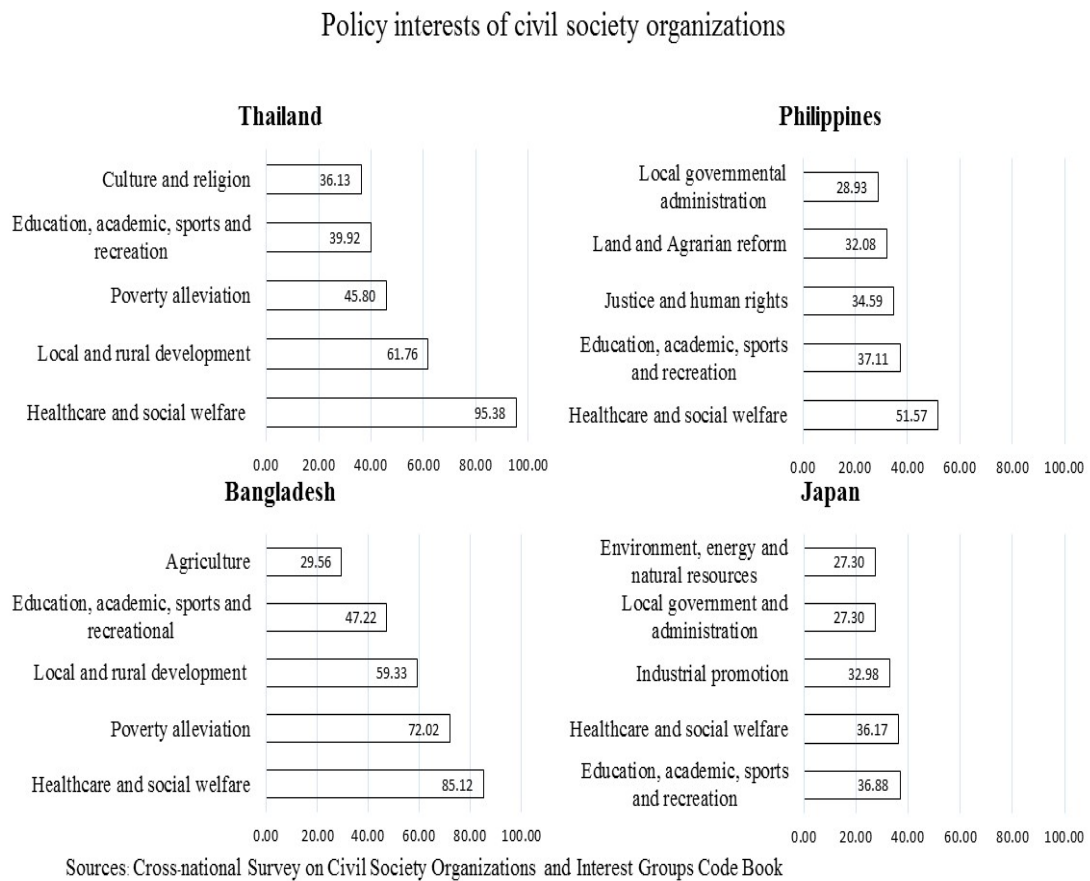 Policy interests of civil society organizations
Thailand
Culture and religion
36.13
Education, academic, sports and
recreation
39.92
Poverty alleviation
45.80
Local and rural development
61.76
Healthcare and social welfare
95.38
0.00 20.00 40.00 60.00 80.00 100.00
Philippines
Local governmental
administration
28.93
Land and Agrarian reform
32.08
Justice and human rights
34.59
Education, academic, sports
and recreation
37.11
Healthcare and social welfare
51.57
0.00 20.00 40.00 60.00 80.00 100.00
Bangladesh
Agriculture
29.56
Education, academic, sports and
recreational
47.22
Local and rural development
59.33
Poverty alleviation
72.02
Healthcare and social welfare
85.12
0.00 20.00 40.00 60.00 80.00 100.00
Japan
Environment, energy and
natural resources
27.30
Local government and
administration
27.30
Industrial promotion
32.98
Healthcare and social welfare
36.17
Education, academic, sports
and recreation
36.88
0.00 20.00 40.00 60.00 80.00 100.00
Sources: Cross-national Survey on Civil Society Organizations and Interest Groups Code Book